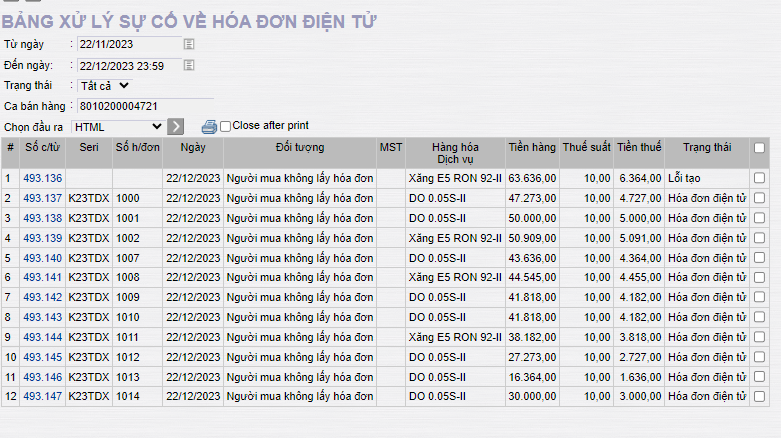 BẢNG XỬ LÝ SỰ CỐ VỀ HÓA ĐƠN ĐIỆN TỬ
Từ ngày : 22/11/2023
Đến ngày: : 22/12/2023 23:59
Trạng thái : Tất cả
Ca bán hàng : 8010200004721
Chọn đầu ra : HTML Close after print
# Số c/từ Seri Số h/đơn Ngày Đối tượng MST Hàng hóa Dịch vụ Tiền hàng Thuế suất Tiền thuế Trạng thái
1 493.136 22/12/2023 Người mua không lấy hóa đơn Xăng E5 RON 92-II 63.636,00 10,00 6.364,00 Lỗi tạo
2 493.137 K23TDX 1000 22/12/2023 Người mua không lấy hóa đơn DO 0.05S-II 47.273,00 10,00 4.727,00 Hóa đơn điện tử
3 493.138 K23TDX 1001 22/12/2023 Người mua không lấy hóa đơn DO 0.05S-II 50.000,00 10,00 5.000,00 Hóa đơn điện tử
4 493.139 K23TDX 1002 22/12/2023 Người mua không lấy hóa đơn Xăng E5 RON 92-II 50.909,00 10,00 5.091,00 Hóa đơn điện tử
5 493.140 K23TDX 1007 22/12/2023 Người mua không lấy hóa đơn DO 0.05S-II 43.636,00 10,00 4.364,00 Hóa đơn điện tử
6 493.141 K23TDX 1008 22/12/2023 Người mua không lấy hóa đơn Xăng E5 RON 92-II 44.545,00 10,00 4.455,00 Hóa đơn điện tử
7 493.142 K23TDX 1009 22/12/2023 Người mua không lấy hóa đơn DO 0.05S-II 41.818,00 10,00 4.182,00 Hóa đơn điện tử
8 493.143 K23TDX 1010 22/12/2023 Người mua không lấy hóa đơn DO 0.05S-II 41.818,00 10,00 4.182,00 Hóa đơn điện tử
9 493.144 K23TDX 1011 22/12/2023 Người mua không lấy hóa đơn Xăng E5 RON 92-II 38.182,00 10,00 3.818,00 Hóa đơn điện tử
10 493.145 K23TDX 1012 22/12/2023 Người mua không lấy hóa đơn DO 0.05S-II 27.273,00 10,00 2.727,00 Hóa đơn điện tử
11 493.146 K23TDX 1013 22/12/2023 Người mua không lấy hóa đơn DO 0.05S-II 16.364,00 10,00 1.636,00 Hóa đơn điện tử
12 493.147 K23TDX 1014 22/12/2023 Người mua không lấy hóa đơn DO 0.05S-II 30.000,00 10,00 3.000,00 Hóa đơn điện tử